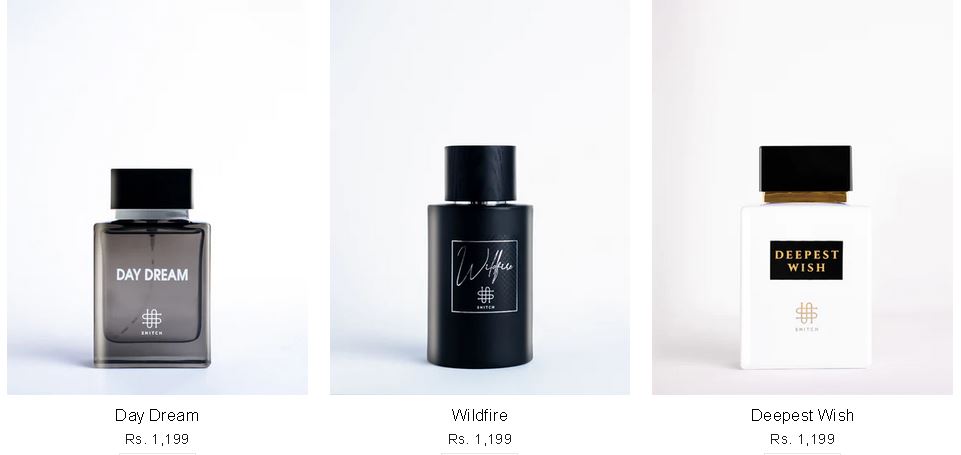 DAY DREAM
SNITCH
Wildfire
SNITCH
DEEPEST
WISH
SNITCH
Day Dream
Rs. 1,199
Wildfire
Rs. 1,199
Deepest Wish
Rs. 1,199